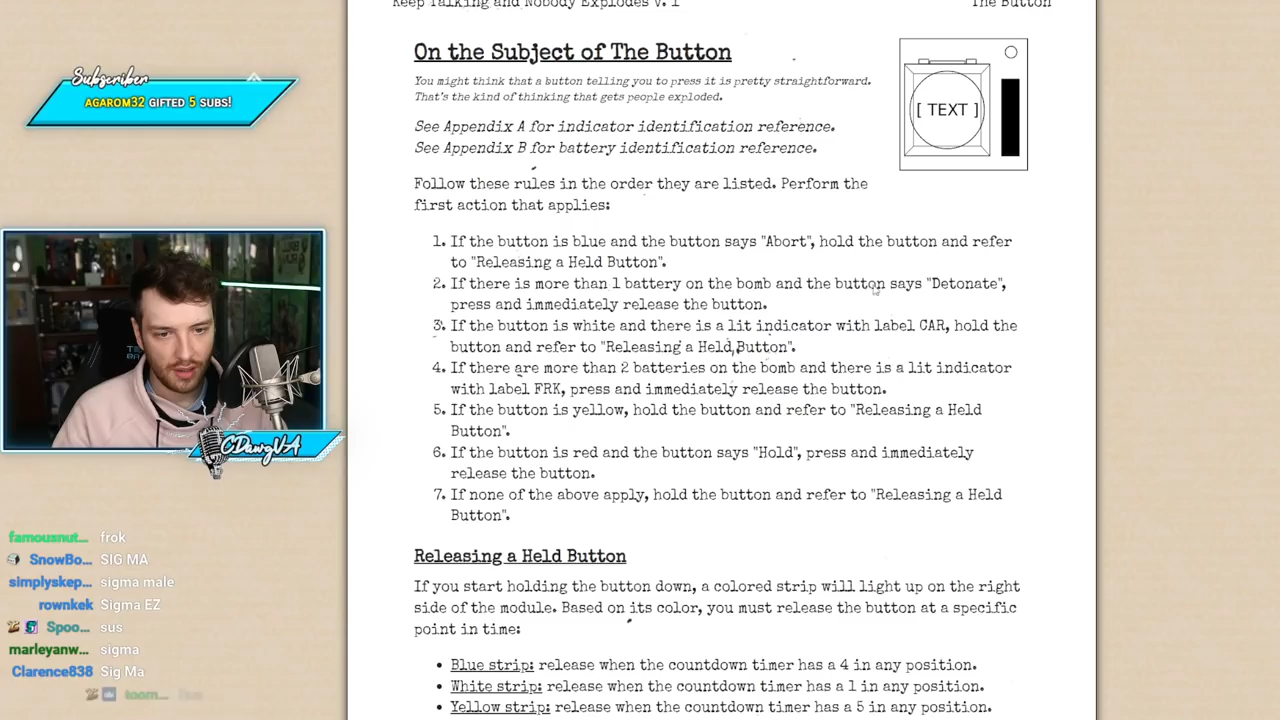 Keep Talking and Nobody Explodes v. 1
The Button
On the Subject of The Button
You might think that a button telling you to press it is pretty straightforward.
That's the kind of thinking that gets people exploded.
See Appendix A for indicator identification reference.
See Appendix B for battery identification reference.
[ TEXT ]
Follow these rules in the order they are listed. Perform the
first action that applies:
1. If the button is blue and the button says "Abort", hold the button and refer
to "Releasing a Held Button".
2. If there is more than 1 battery on the bomb and the button says "Detonate",
press and immediately release the button.
3. If the button is white and there is a lit indicator with label CAR, hold the
button and refer to "Releasing a Held Button".
4. If there are more than 2 batteries on the bomb and there is a lit indicator
with label FRK, press and immediately release the button.
5. If the button is yellow, hold the button and refer to "Releasing a Held
Button".
6. If the button is red and the button says "Hold", press and immediately
release the button.
7. If none of the above apply, hold the button and refer to "Releasing a Held
Button".
Releasing a Held Button
If you start holding the button down, a colored strip will light up on the right
side of the module. Based on its color, you must release the button at a specific
point in time:
• Blue strip: release when the countdown timer has a 4 in any position.
• White strip: release when the countdown timer has a 1 in any position.
• Yellow strip: release when the countdown timer has a 5 in any position.
Subscriber
AGAROM32 GIFTED 5 SUBS!
CDawgVA
famousnut... frok
SnowBo... SIG MA
simplyskep... sigma male
rownkek Sigma EZ
Spoo... sus
marleyanw... sigma
Clarence838 Sig Ma